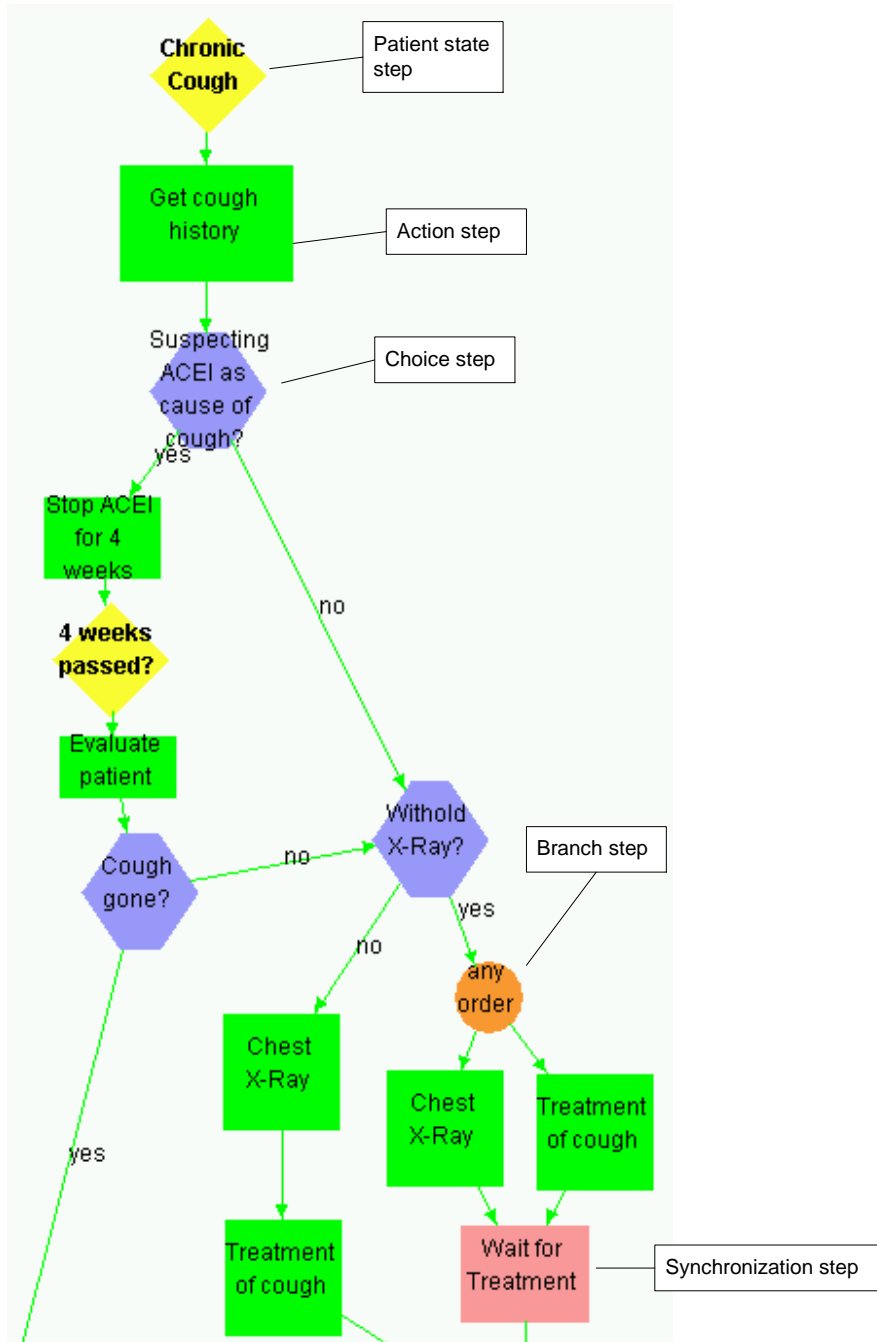 Chronic
Cough
Patient state
step
Get cough
history
Action step
Suspecting
ACEI as
cause of
cough?
Choice step
yes
Stop ACEI
for 4
weeks
no
4 weeks
passed?
Evaluate
patient
Withold
X-Ray?
Cough
gone?
no
Branch step
yes
no
any
order
Chest
X-Ray
Chest
X-Ray
Treatment
of cough
yes
Treatment
of cough
Wait for
Treatment
Synchronization step